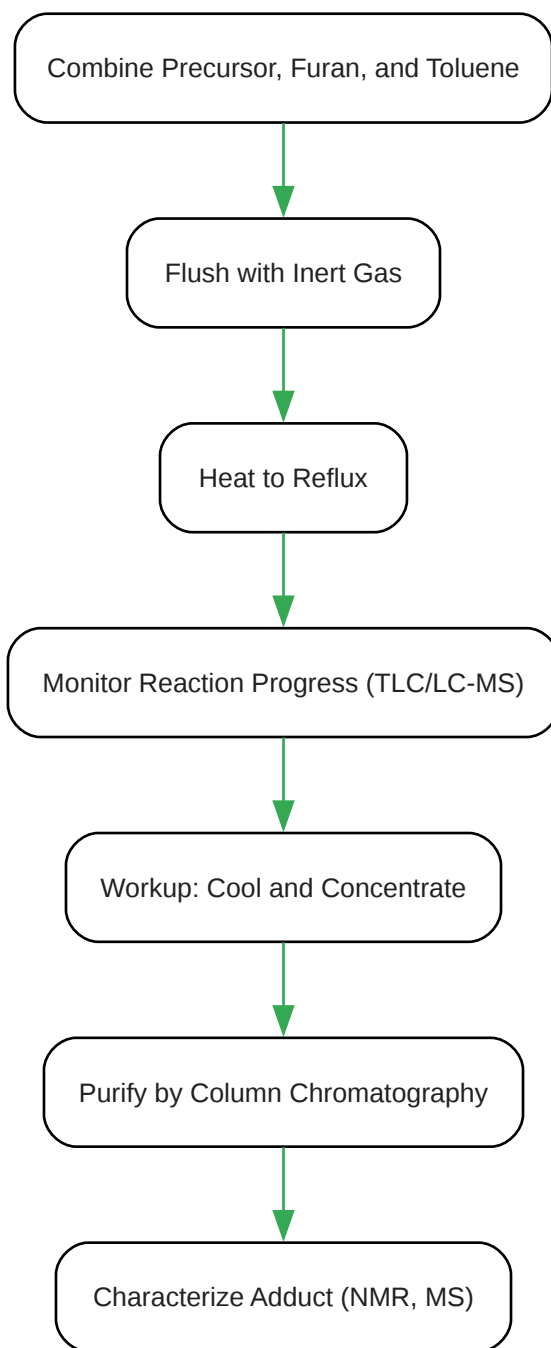 Combine Precursor, Furan, and Toluene
Flush with Inert Gas
Heat to Reflux
Monitor Reaction Progress (TLC/LC-MS)
Workup: Cool and Concentrate
Purify by Column Chromatography
Characterize Adduct (NMR, MS)